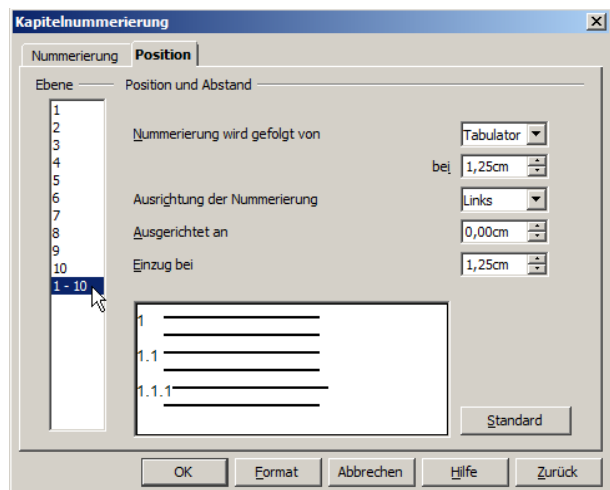 Kapitelnummerierung
Nummerierung Position
Ebene
1
2
3
4
5
6
7
8
9
10
1 - 10
Position und Abstand
Nummerierung wird gefolgt von Tabulator
bei 1,25cm
Ausrichtung der Nummerierung Links
Ausgerichtet an 0,00cm
Einzug bei 1,25cm
1
1.1
1.1.1
Standard
OK Format Abbrechen Hilfe Zurück